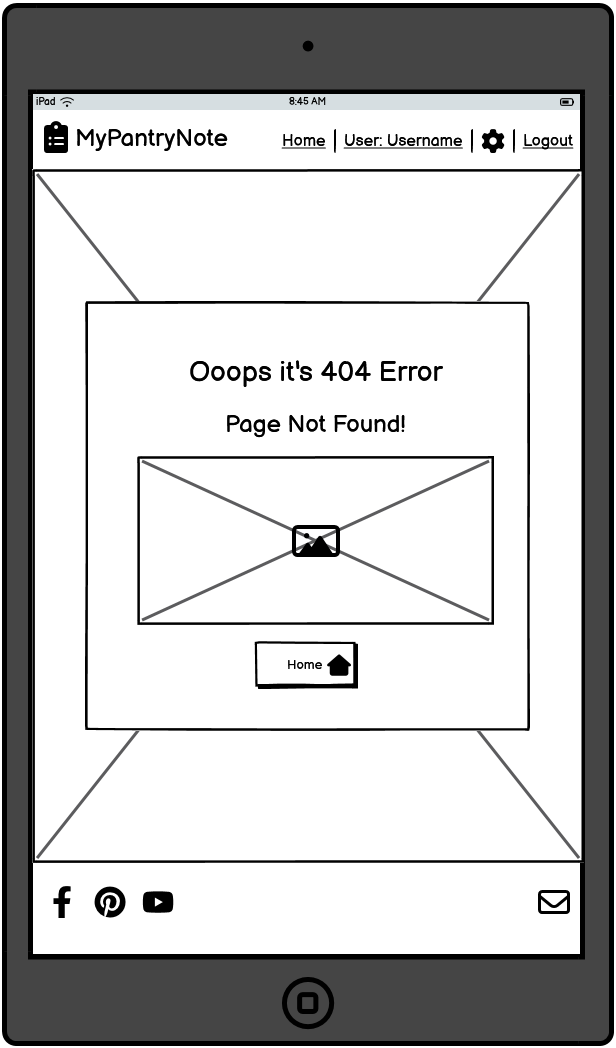 iPad 8:45 AM
MyPantryNote Home | User: Username | | Logout
Ooops it's 404 Error
Page Not Found!
Home